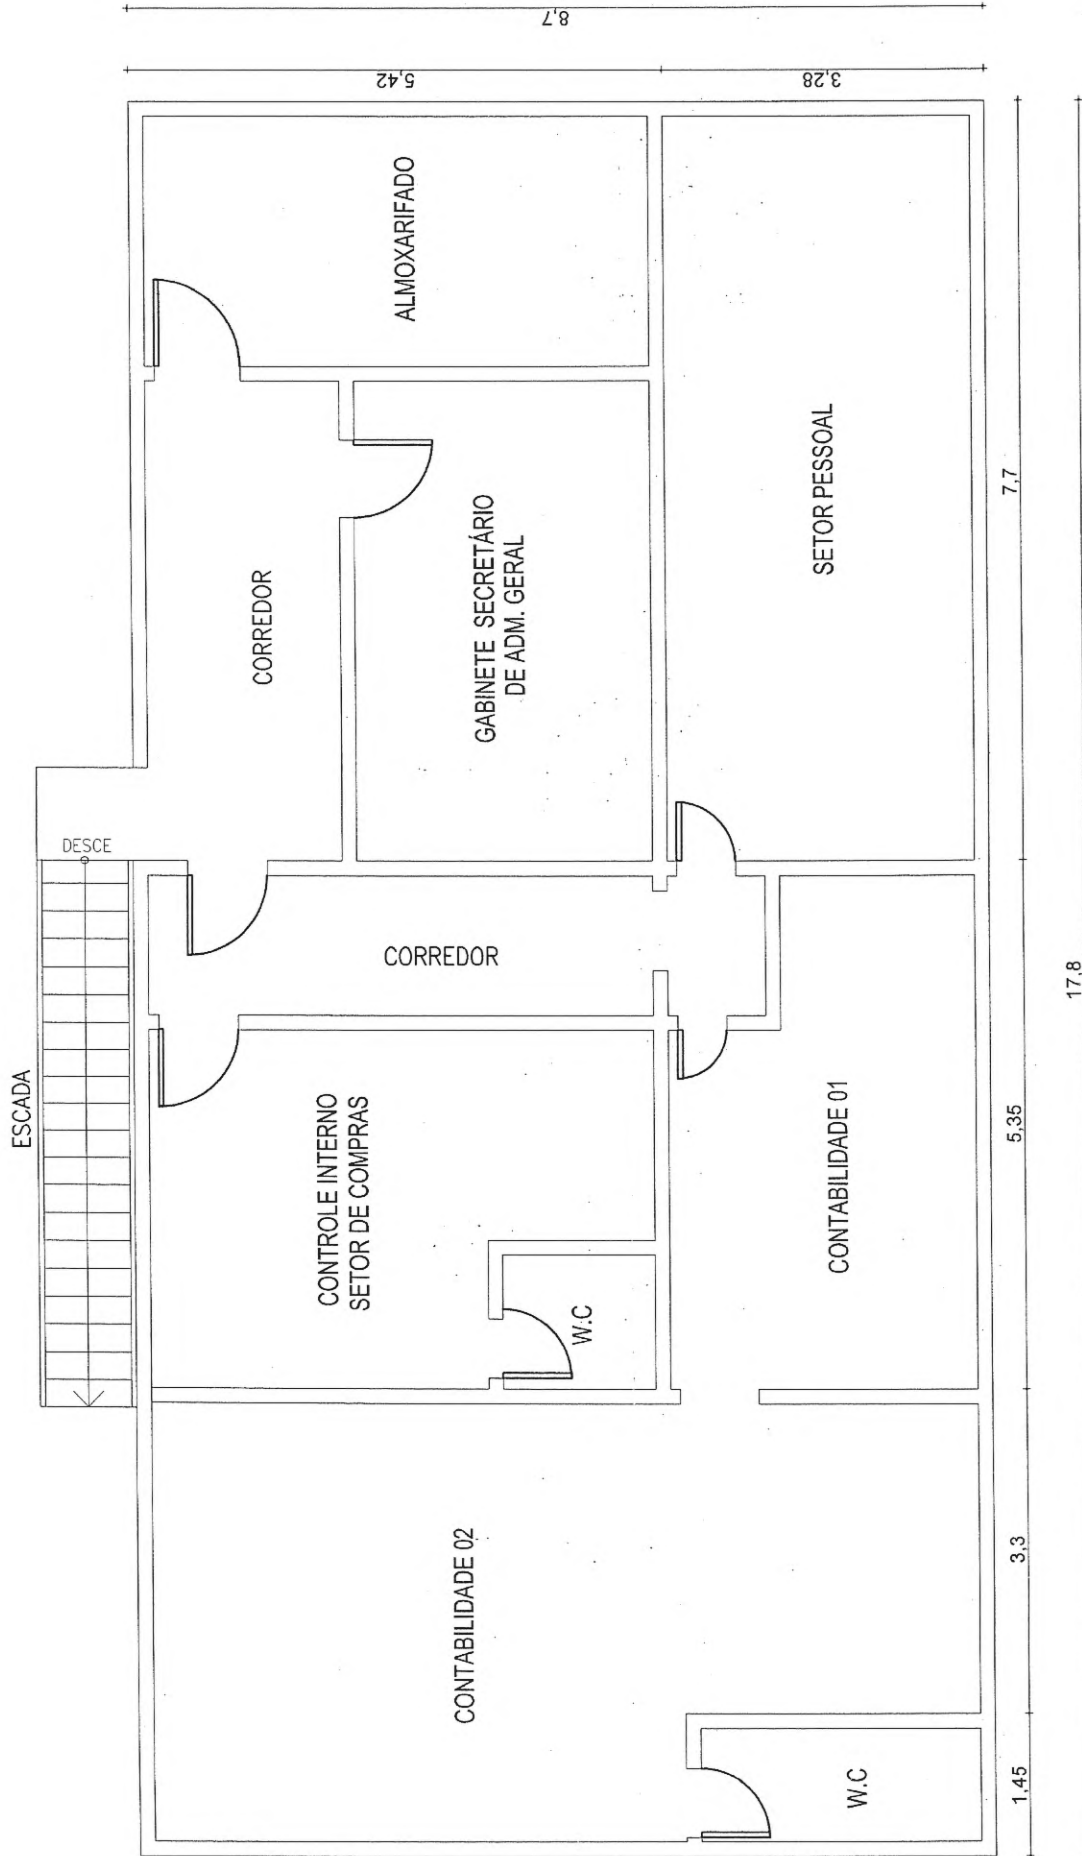 ESCADA
DESCE
CORREDOR
ALMOXARIFADO
GABINETE SECRETÁRIO
DE ADM. GERAL
SETOR PESSOAL
CORREDOR
CONTROLE INTERNO
SETOR DE COMPRAS
W.C
CONTABILIDADE 01
CONTABILIDADE 02
W.C
1,45
3,3
5,35
7,7
17,8
5,42
3,28
8,7